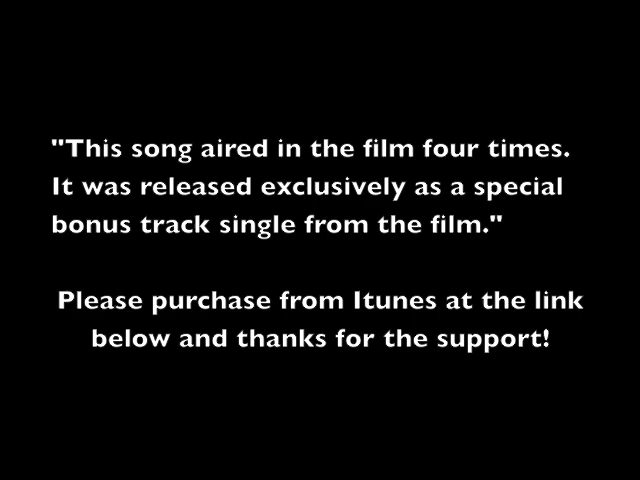 "This song aired in the film four times.
It was released exclusively as a special
bonus track single from the film."
Please purchase from Itunes at the link
below and thanks for the support!